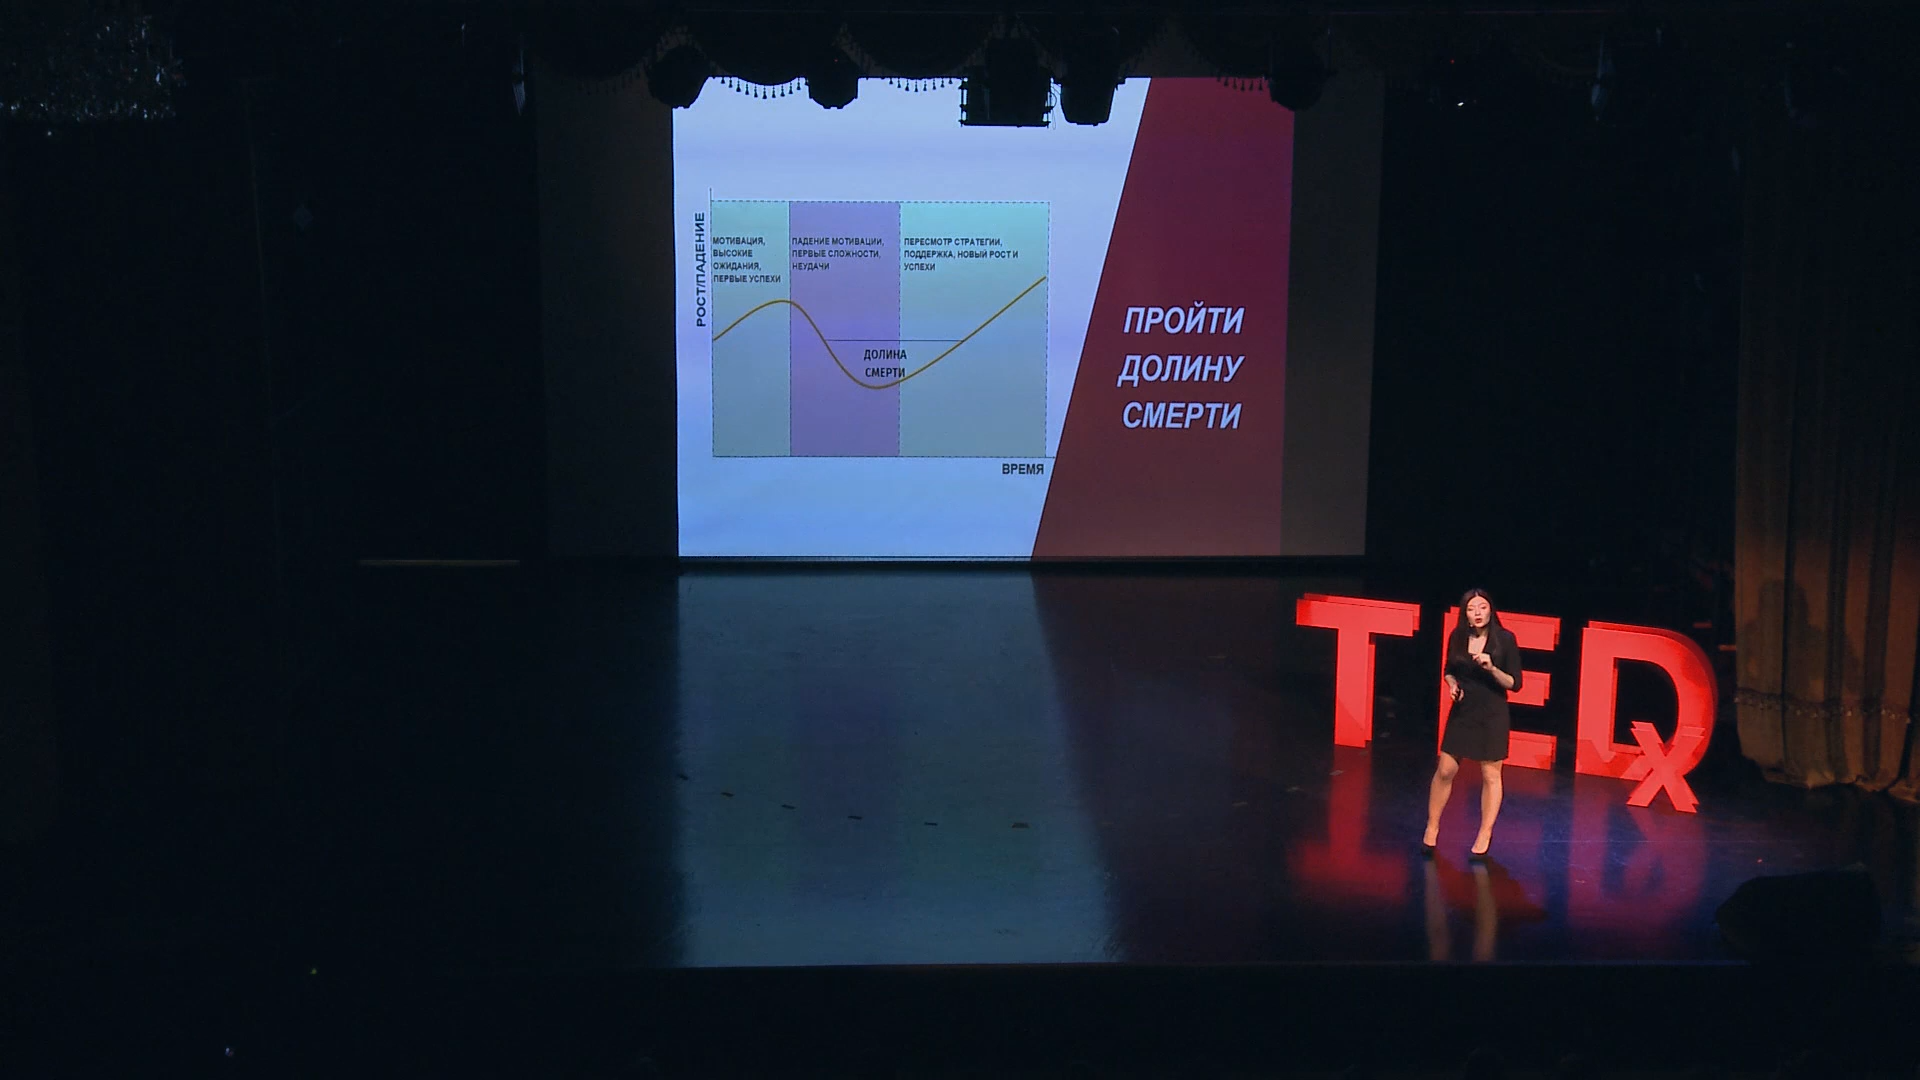 РОСТ/ПАДЕНИЕ
МОТИВАЦИЯ,
ВЫСОКИЕ
ОЖИДАНИЯ,
ПЕРВЫЕ УСПЕХИ
ПАДЕНИЕ МОТИВАЦИИ,
ПЕРВЫЕ СЛОЖНОСТИ,
НЕУДАЧИ
ПЕРЕСМОТР СТРАТЕГИИ,
ПОДДЕРЖКА, НОВЫЙ РОСТ И
УСПЕХИ
ДОЛИНА
СМЕРТИ
ВРЕМЯ
ПРОЙТИ
ДОЛИНУ
СМЕРТИ
TEDx